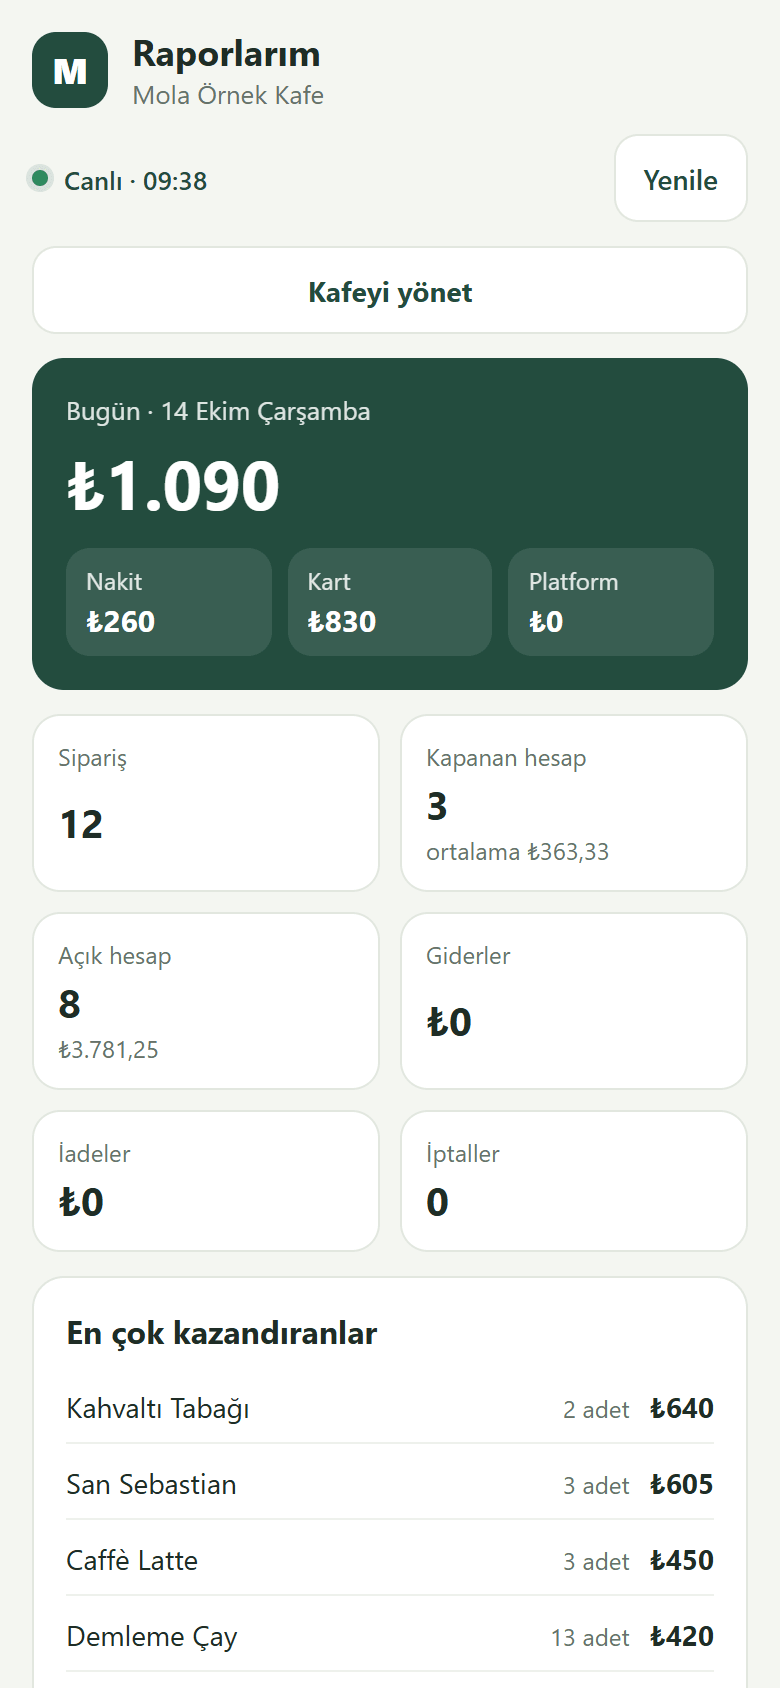 M
Raporlarım
Mola Örnek Kafe
Canlı · 09:38
Yenile
Kafeyi yönet
Bugün · 14 Ekim Çarşamba
₺1.090
Nakit
₺260
Kart
₺830
Platform
₺0
Sipariş
12
Kapanan hesap
3
ortalama ₺363,33
Açık hesap
8
₺3.781,25
Giderler
₺0
İadeler
₺0
İptaller
0
En çok kazandıranlar
Kahvaltı Tabağı 2 adet ₺640
San Sebastian 3 adet ₺605
Caffè Latte 3 adet ₺450
Demleme Çay 13 adet ₺420